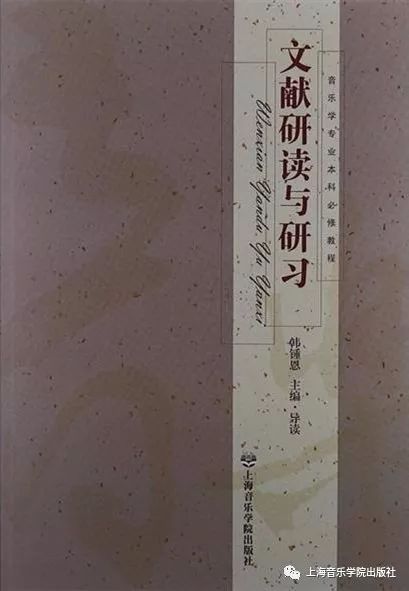 音乐学专业本科必修教程
文献研读与研习
Wenxian Yandu Yu Yanxi
韩锺恩 主编·导读
上海音乐学院出版社
上海音乐学院出版社